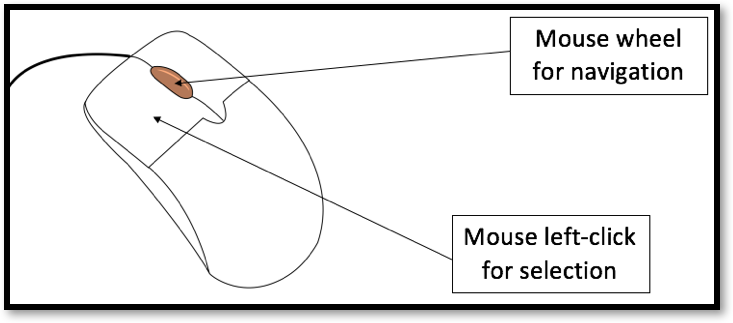 Mouse wheel
for navigation
Mouse left-click
for selection